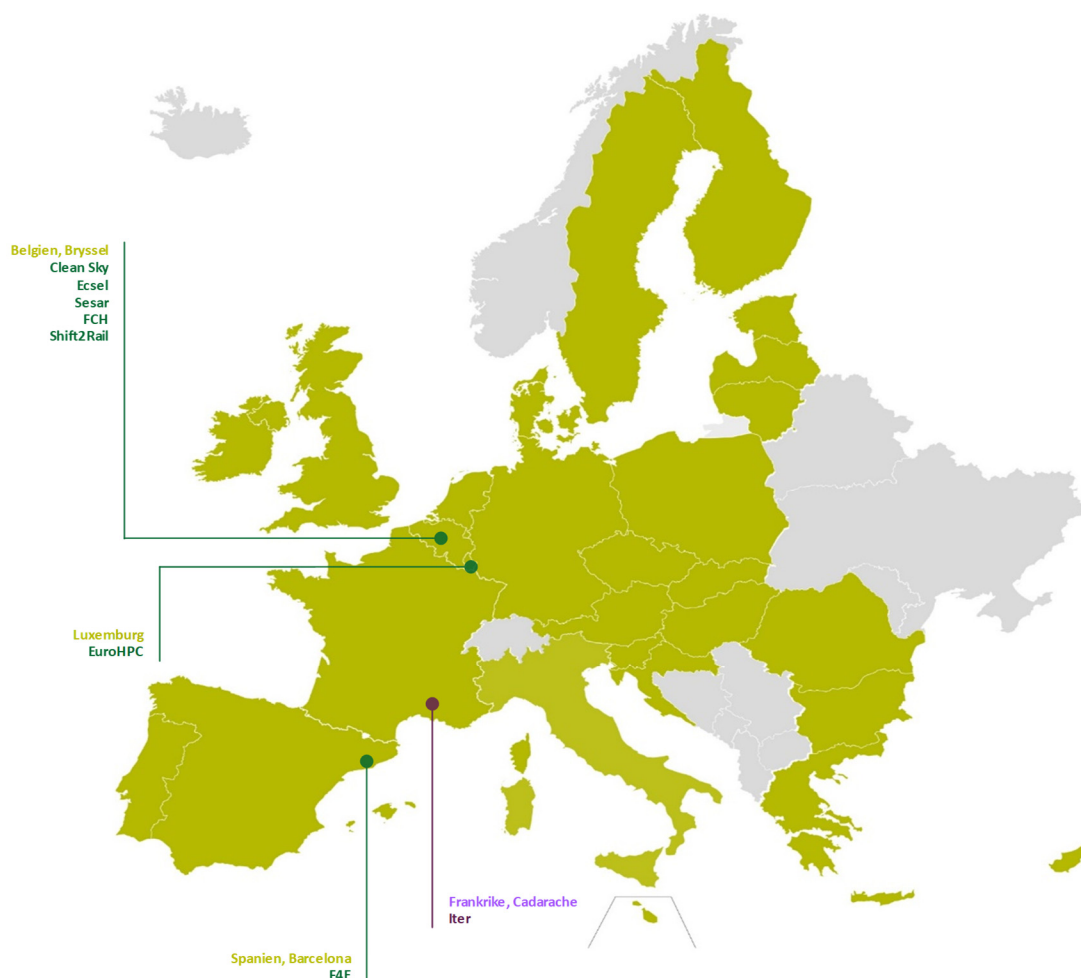 Belgien, Bryssel
Clean Sky
Ecsel
Sesar
FCH
Shift2Rail
Luxemburg
EuroHPC
Frankrike, Cadarache
Iter
Spanien, Barcelona
F4E